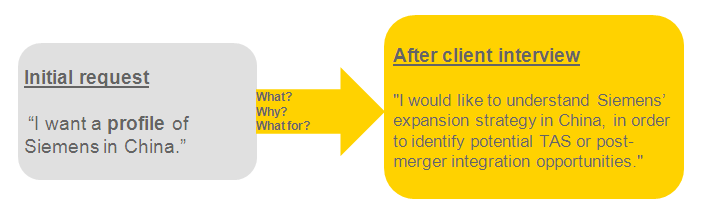 Initial request
“I want a profile of
Siemens in China.”
What?
Why?
What for?
After client interview
"I would like to understand Siemens’
expansion strategy in China, in order
to identify potential TAS or post-
merger integration opportunities."